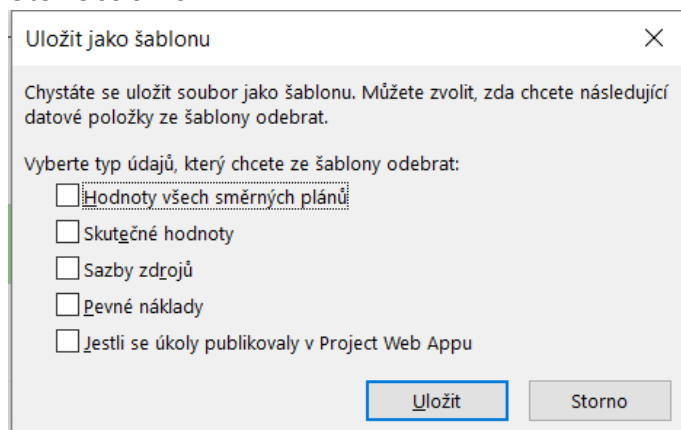 Uložit jako šablonu
Chystáte se uložit soubor jako šablonu. Můžete zvolit, zda chcete následující
datové položky ze šablony odebrat.
Vyberte typ údajů, který chcete ze šablony odebrat:
Hodnoty všech směrných plánů
Skutečné hodnoty
Sazby zdrojů
Pevné náklady
Jestli se úkoly publikovaly v Project Web Appu
Uložit
Storno